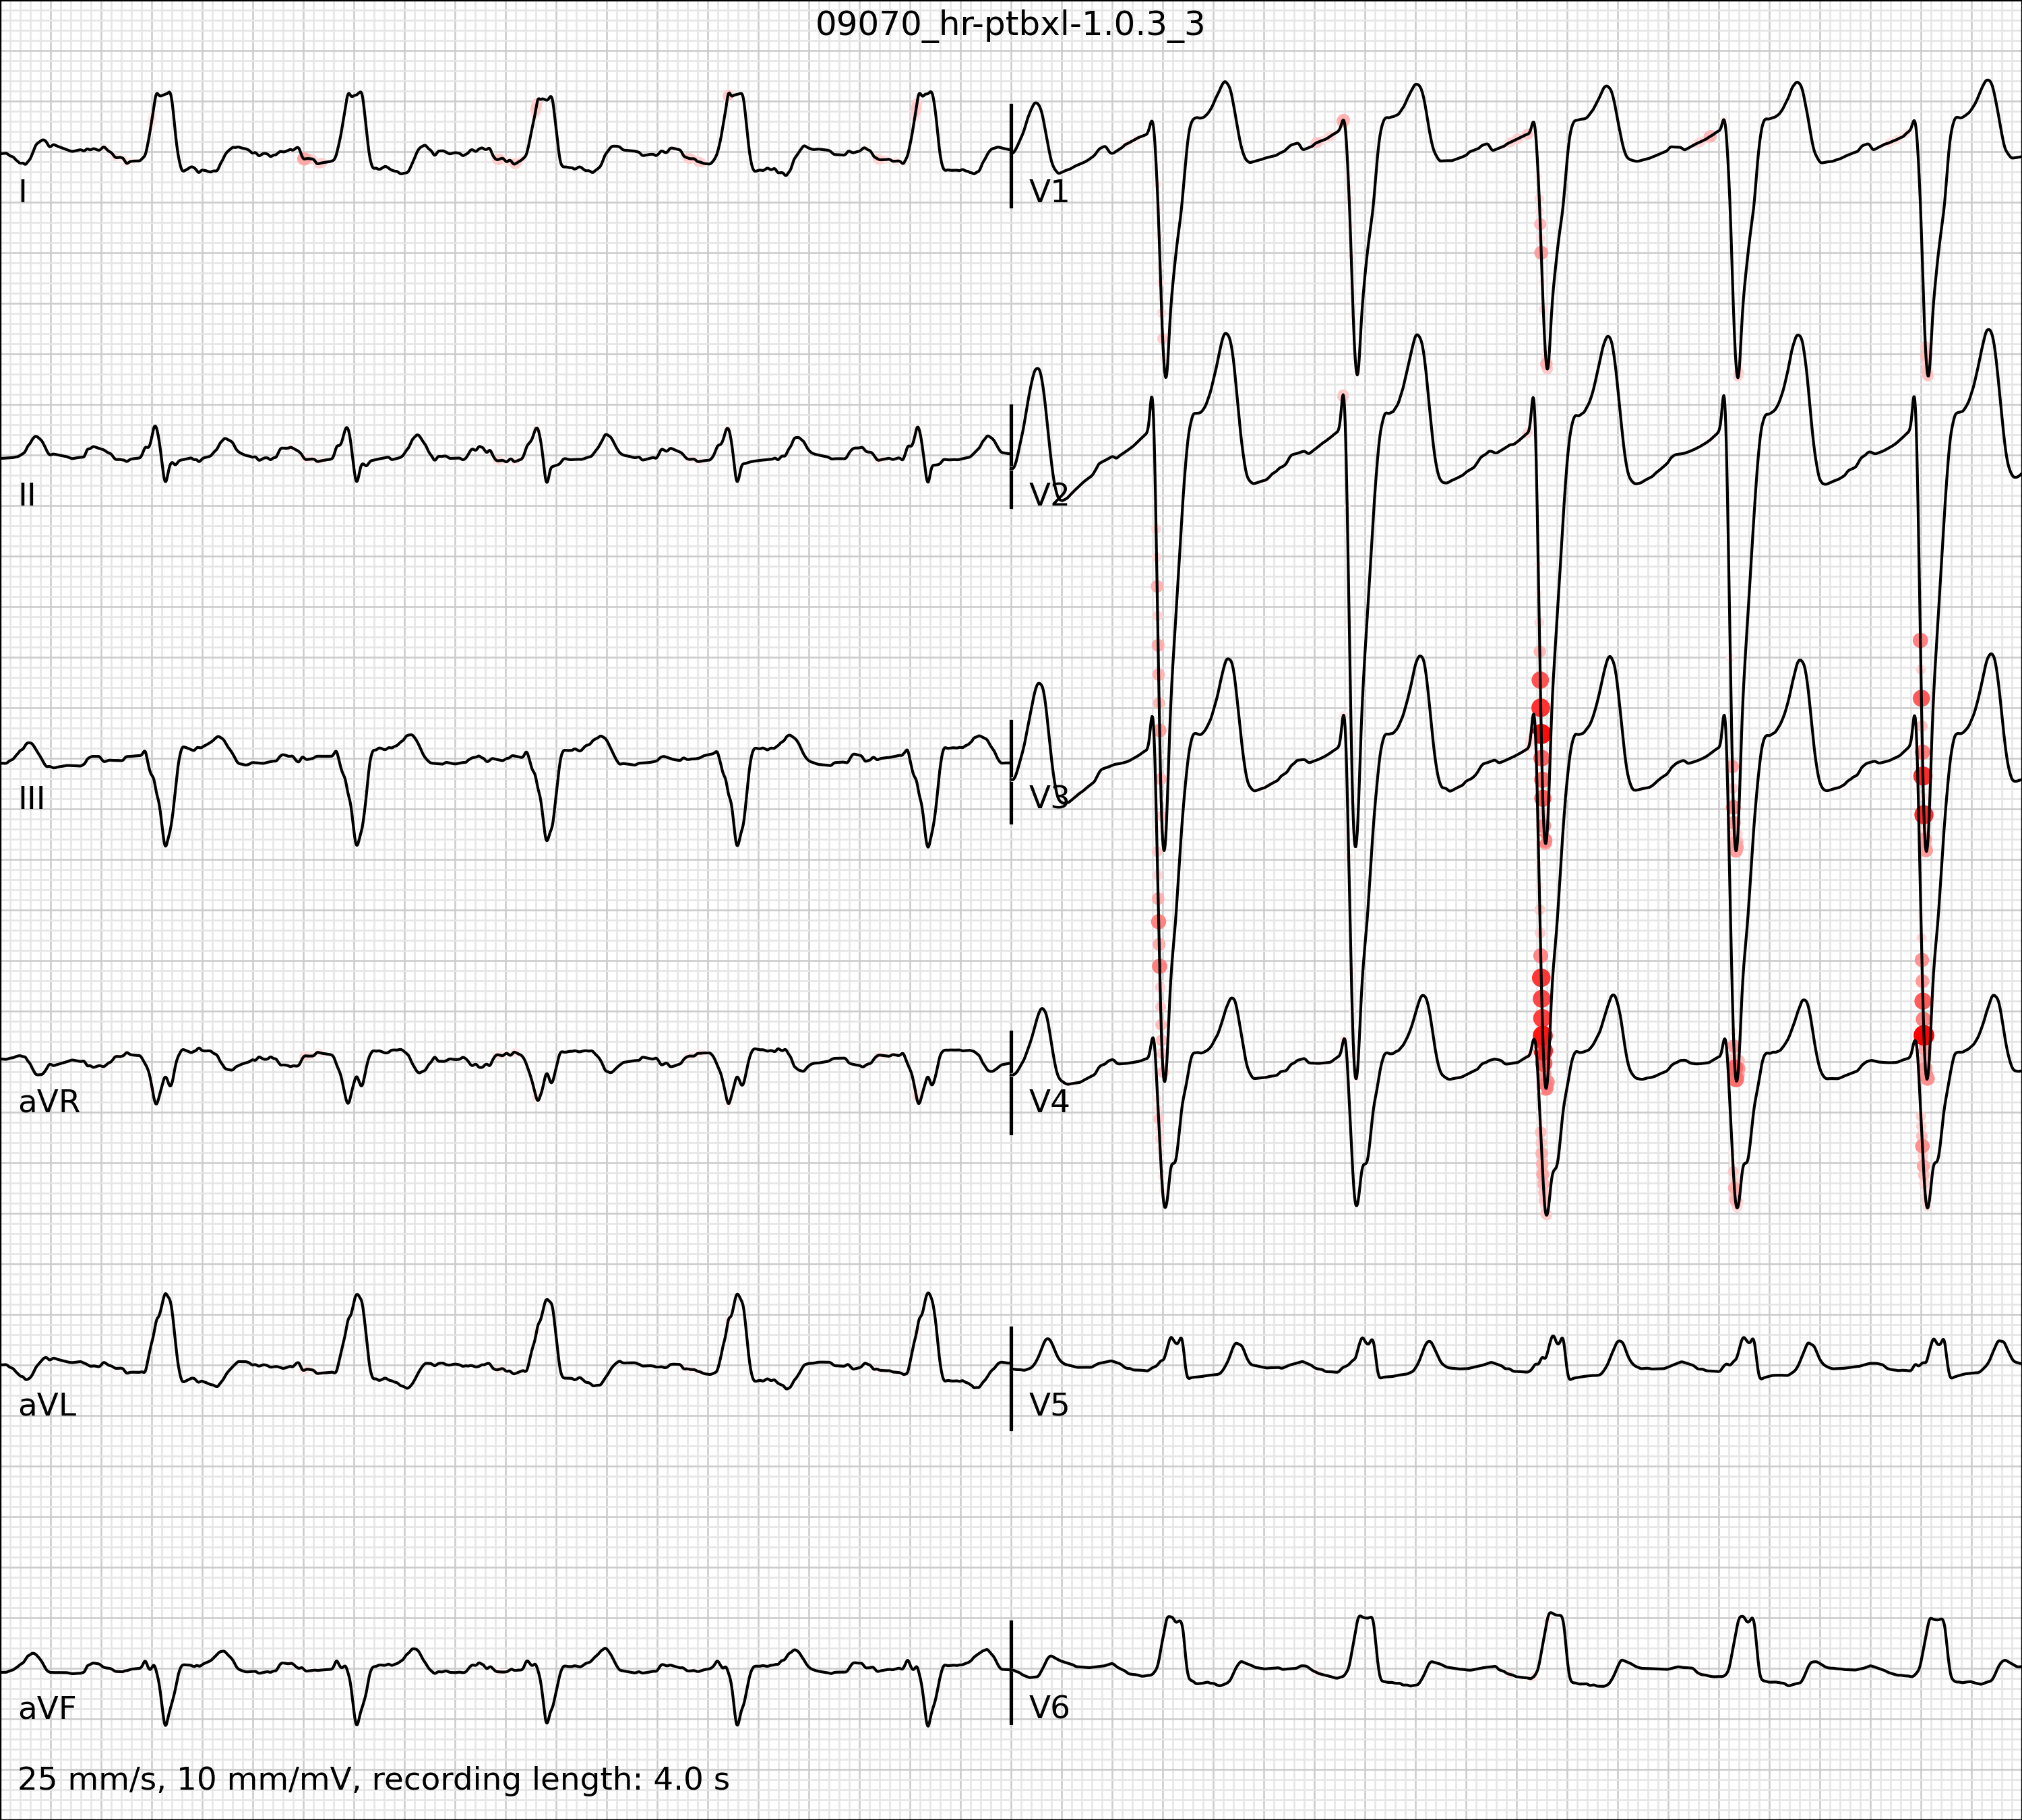 09070_hr-ptbxl-1.0.3_3
I
V1
II
V2
III
V3
aVR
V4
aVL
V5
aVF
V6
25 mm/s, 10 mm/mV, recording length: 4.0 s